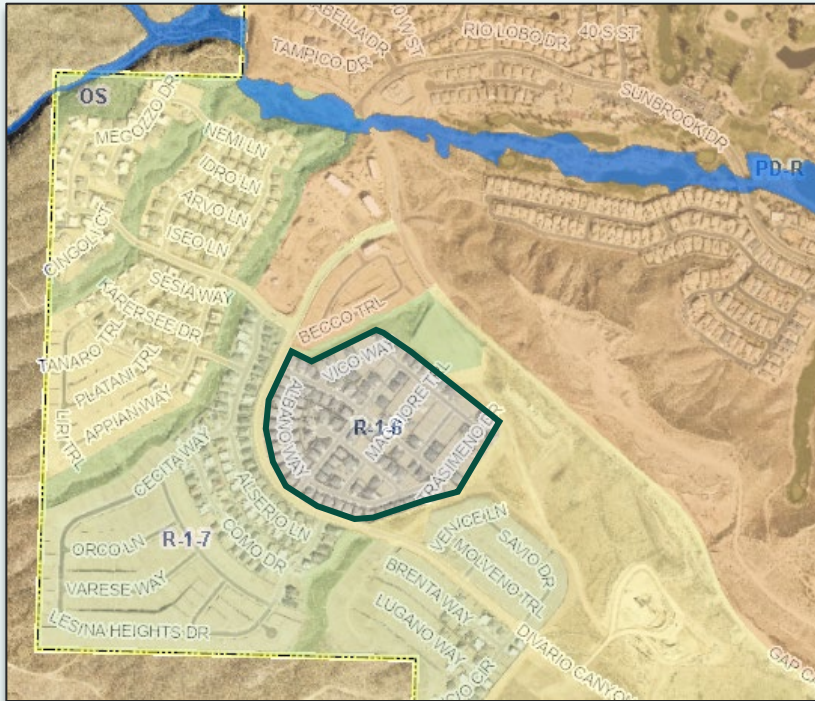 RIO LOBO DR
40 S ST
TAMPICO DR
SUNBROOK DR
OS
MEGOZZO DR
NEMI LN
PD-R
IDRO LN
ARVO LN
ISEO LN
CINGOLI CT
SESIA WAY
KARERSEE DR
BECCO TRL
TANARO TRL
VICO WAY
PLATANI TRL
APPIAN WAY
ALBANO WAY
LIRI TRL
R-1-6
TRASIMENO DR
CECITA WAY
ALSERIO LN
VENICE LN
SAVIO DR
ORCO LN
R-1-7
COMO DR
MOLVENO TRL
VARESE WAY
BRENTA WAY
LUGANO WAY
LESINA HEIGHTS DR
DIVARIO CANYON